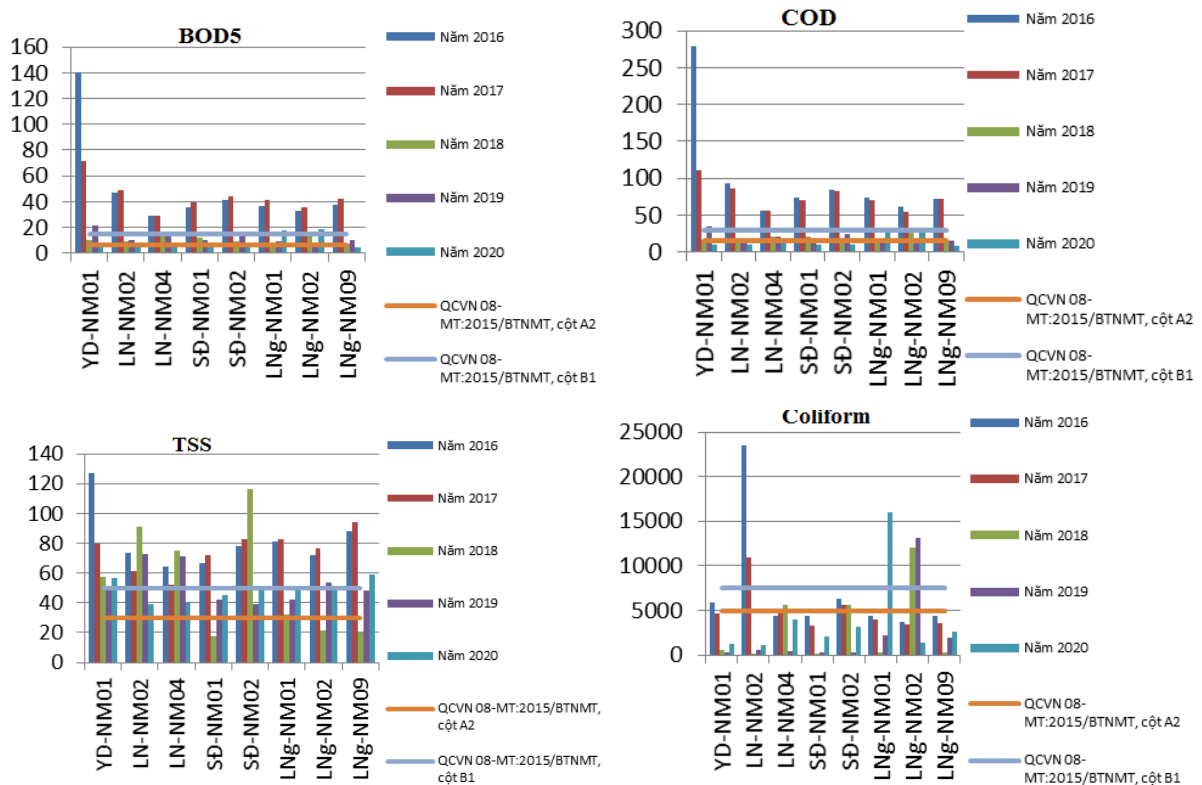 BOD5
160
140
120
100
80
60
40
20
0
YD-NM01
LN-NM02
LN-NM04
SĐ-NM01
SĐ-NM02
LNg-NM01
LNg-NM02
LNg-NM09
Năm 2016
Năm 2017
Năm 2018
Năm 2019
Năm 2020
QCVN 08-
MT:2015/BTNMT, cột A2
QCVN 08-
MT:2015/BTNMT, cột B1
COD
300
250
200
150
100
50
0
YD-NM01
LN-NM02
LN-NM04
SĐ-NM01
SĐ-NM02
LNg-NM01
LNg-NM02
LNg-NM09
Năm 2016
Năm 2017
Năm 2018
Năm 2019
Năm 2020
QCVN 08-
MT:2015/BTNMT, cột A2
QCVN 08-
MT:2015/BTNMT, cột B1
TSS
140
120
100
80
60
40
20
0
YD-NM01
LN-NM02
LN-NM04
SĐ-NM01
SĐ-NM02
LNg-NM01
LNg-NM02
LNg-NM09
Năm 2016
Năm 2017
Năm 2018
Năm 2019
Năm 2020
QCVN 08-MT:2015/BTNMT,
cột A2
QCVN 08-MT:2015/BTNMT,
cột B1
Coliform
25000
20000
15000
10000
5000
0
YD-NM01
LN-NM02
LN-NM04
SĐ-NM01
SĐ-NM02
LNg-NM01
LNg-NM02
LNg-NM09
Năm 2016
Năm 2017
Năm 2018
Năm 2019
Năm 2020
QCVN 08-
MT:2015/BTNMT, cột A2
QCVN 08-
MT:2015/BTNMT, cột B1